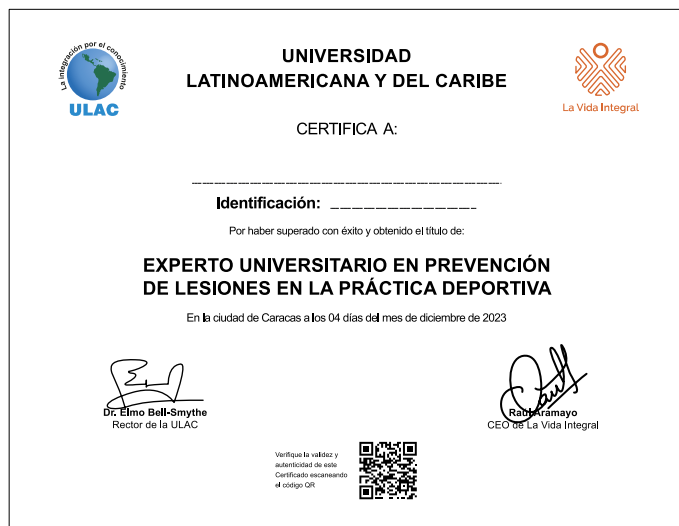 La integración por el conocimiento
ULAC
UNIVERSIDAD
LATINOAMERICANA Y DEL CARIBE
La Vida Integral
CERTIFICA A:
Identificación:
Por haber superado con éxito y obtenido el título de:
EXPERTO UNIVERSITARIO EN PREVENCIÓN
DE LESIONES EN LA PRÁCTICA DEPORTIVA
En la ciudad de Caracas a los 04 días del mes de diciembre de 2023
Dr. Elmo Bell-Smythe
Rector de la ULAC
Raúl Aramayo
CEO de La Vida Integral
Verifique la validez y
autenticidad de este
Certificado escaneando
el código QR